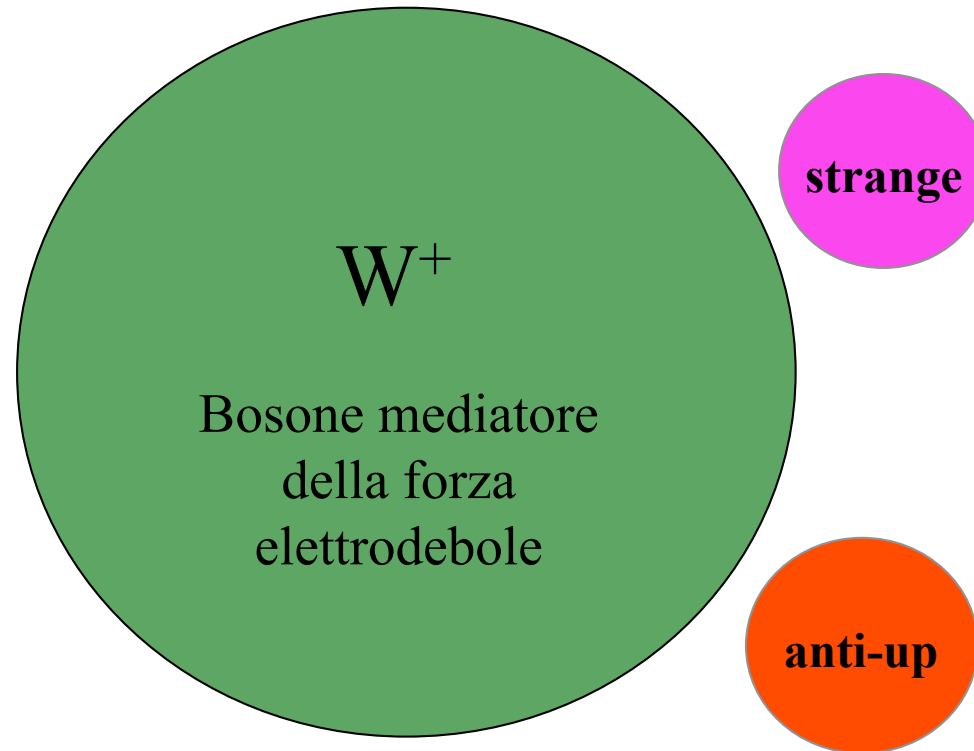 strange
W⁺
Bosone mediatore
della forza
elettrodebole
anti-up